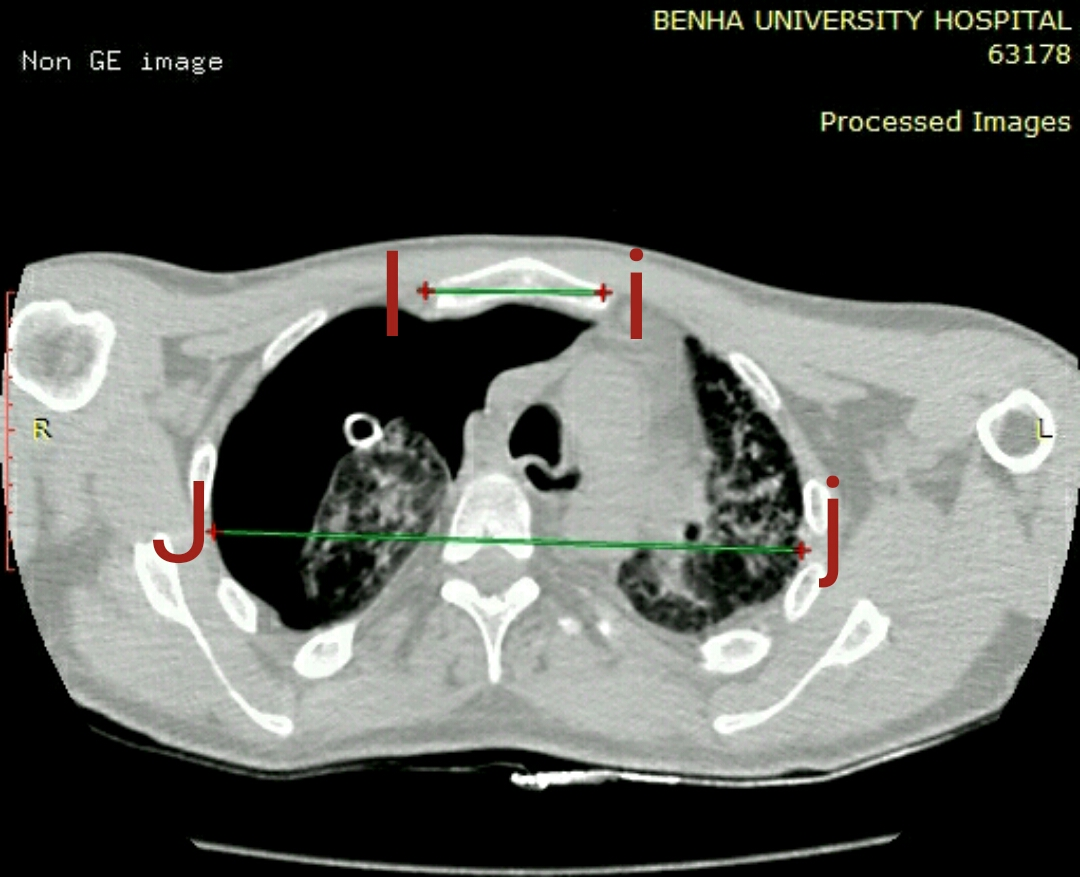 BENHA UNIVERSITY HOSPITAL
Non GE image
63178
Processed Images
I i
R L
J j